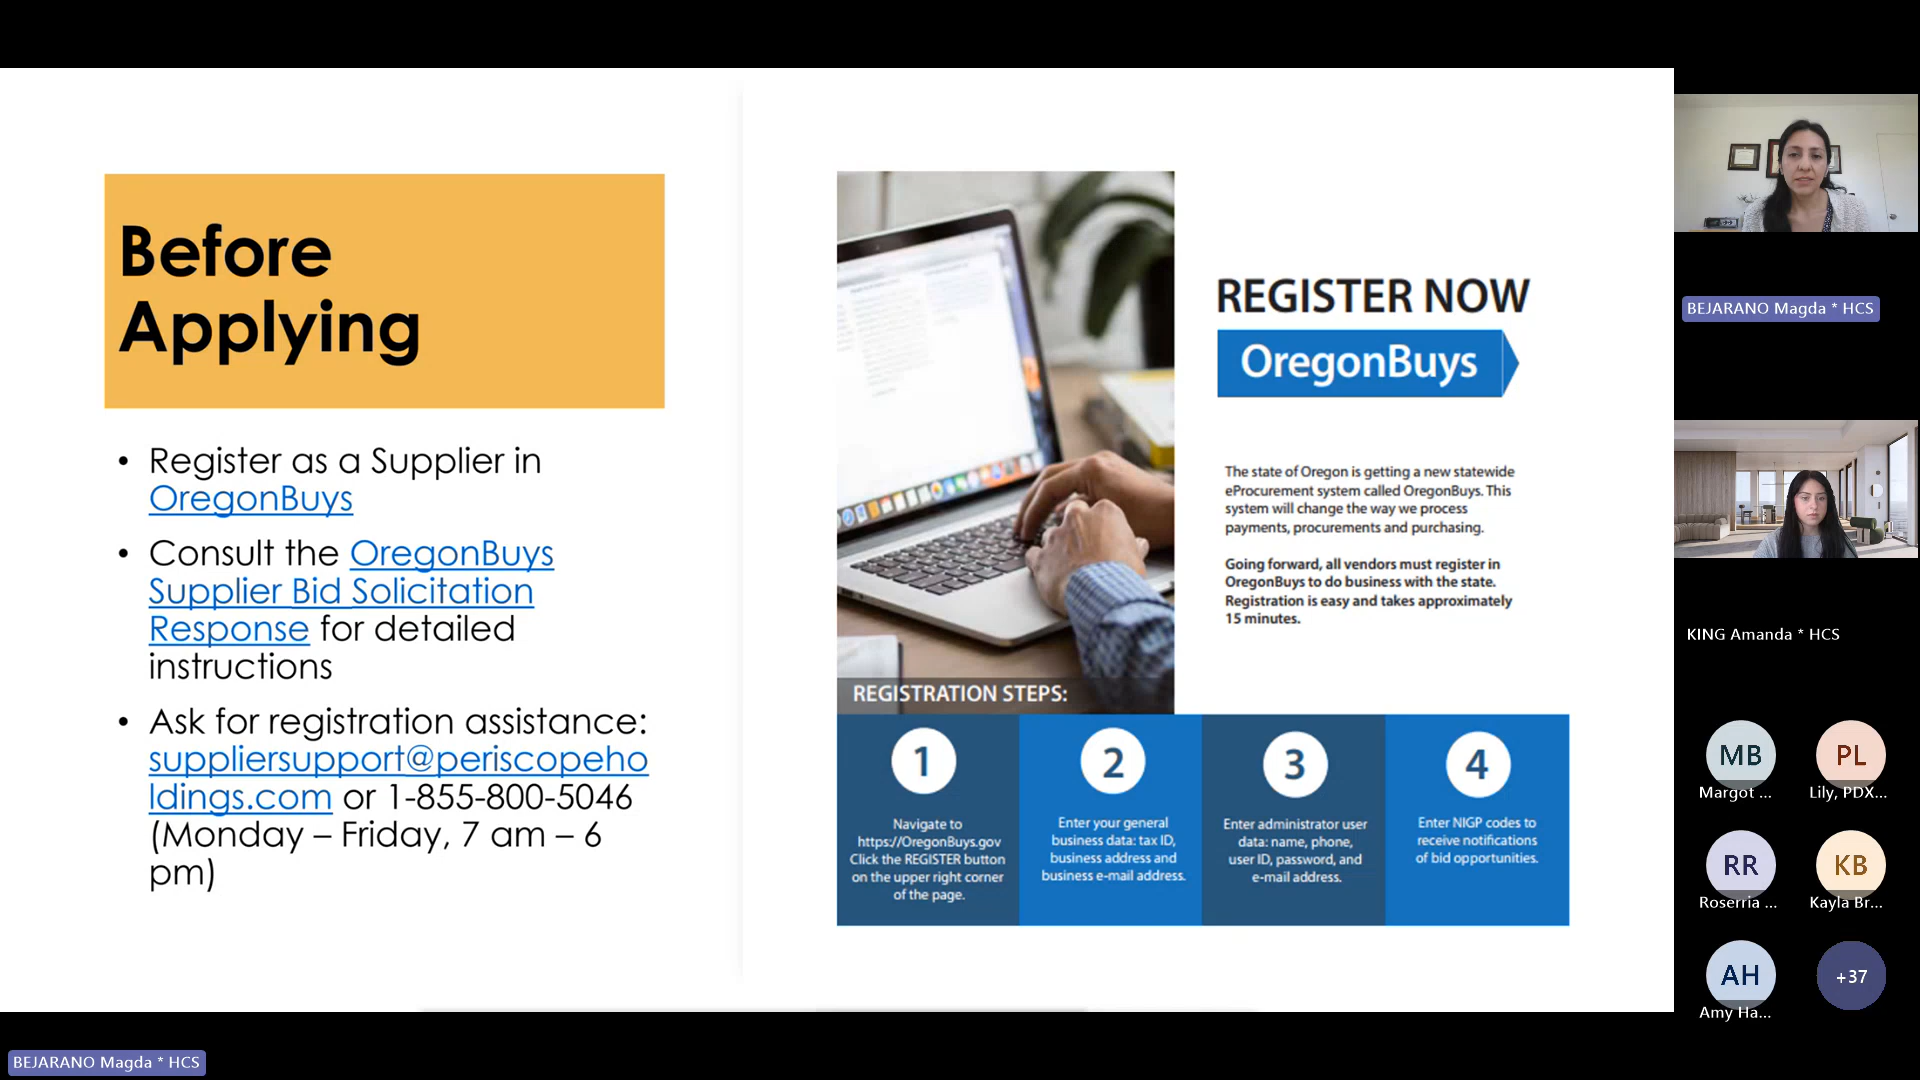 Before
Applying
• Register as a Supplier in
OregonBuys
• Consult the OregonBuys
Supplier Bid Solicitation
Response for detailed
instructions
• Ask for registration assistance:
suppliersupport@periscopeho
ldings.com or 1-855-800-5046
(Monday – Friday, 7 am – 6
pm)
REGISTER NOW
OregonBuys
The state of Oregon is getting a new statewide
eProcurement system called OregonBuys. This
system will change the way we process
payments, procurements and purchasing.
Going forward, all vendors must register in
OregonBuys to do business with the state.
Registration is easy and takes approximately
15 minutes.
REGISTRATION STEPS:
1
Navigate to
https://OregonBuys.gov
Click the REGISTER button
on the upper right corner
of the page.
2
Enter your general
business data: tax ID,
business address and
business e-mail address.
3
Enter administrator user
data: name, phone,
user ID, password, and
e-mail address.
4
Enter NIGP codes to
receive notifications
of bid opportunities.
BEJARANO Magda * HCS
KING Amanda * HCS
MB
Margot ...
PL
Lily, PDX...
RR
Roserria ...
KB
Kayla Br...
AH
Amy Ha...
+37
BEJARANO Magda * HCS